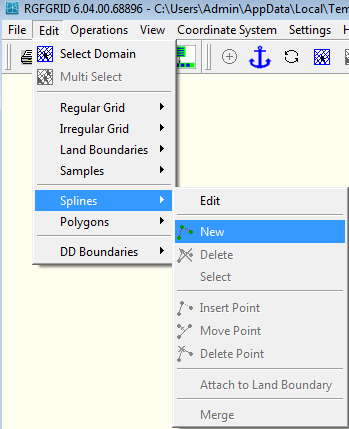 RGFGRID 6.04.00.68896 - C:\Users\Admin\AppData\Local\Tem
File Edit Operations View Coordinate System Settings
Select Domain
Multi Select
Regular Grid
Irregular Grid
Land Boundaries
Samples
Splines
Polygons
DD Boundaries
Edit
New
Delete
Select
Insert Point
Move Point
Delete Point
Attach to Land Boundary
Merge